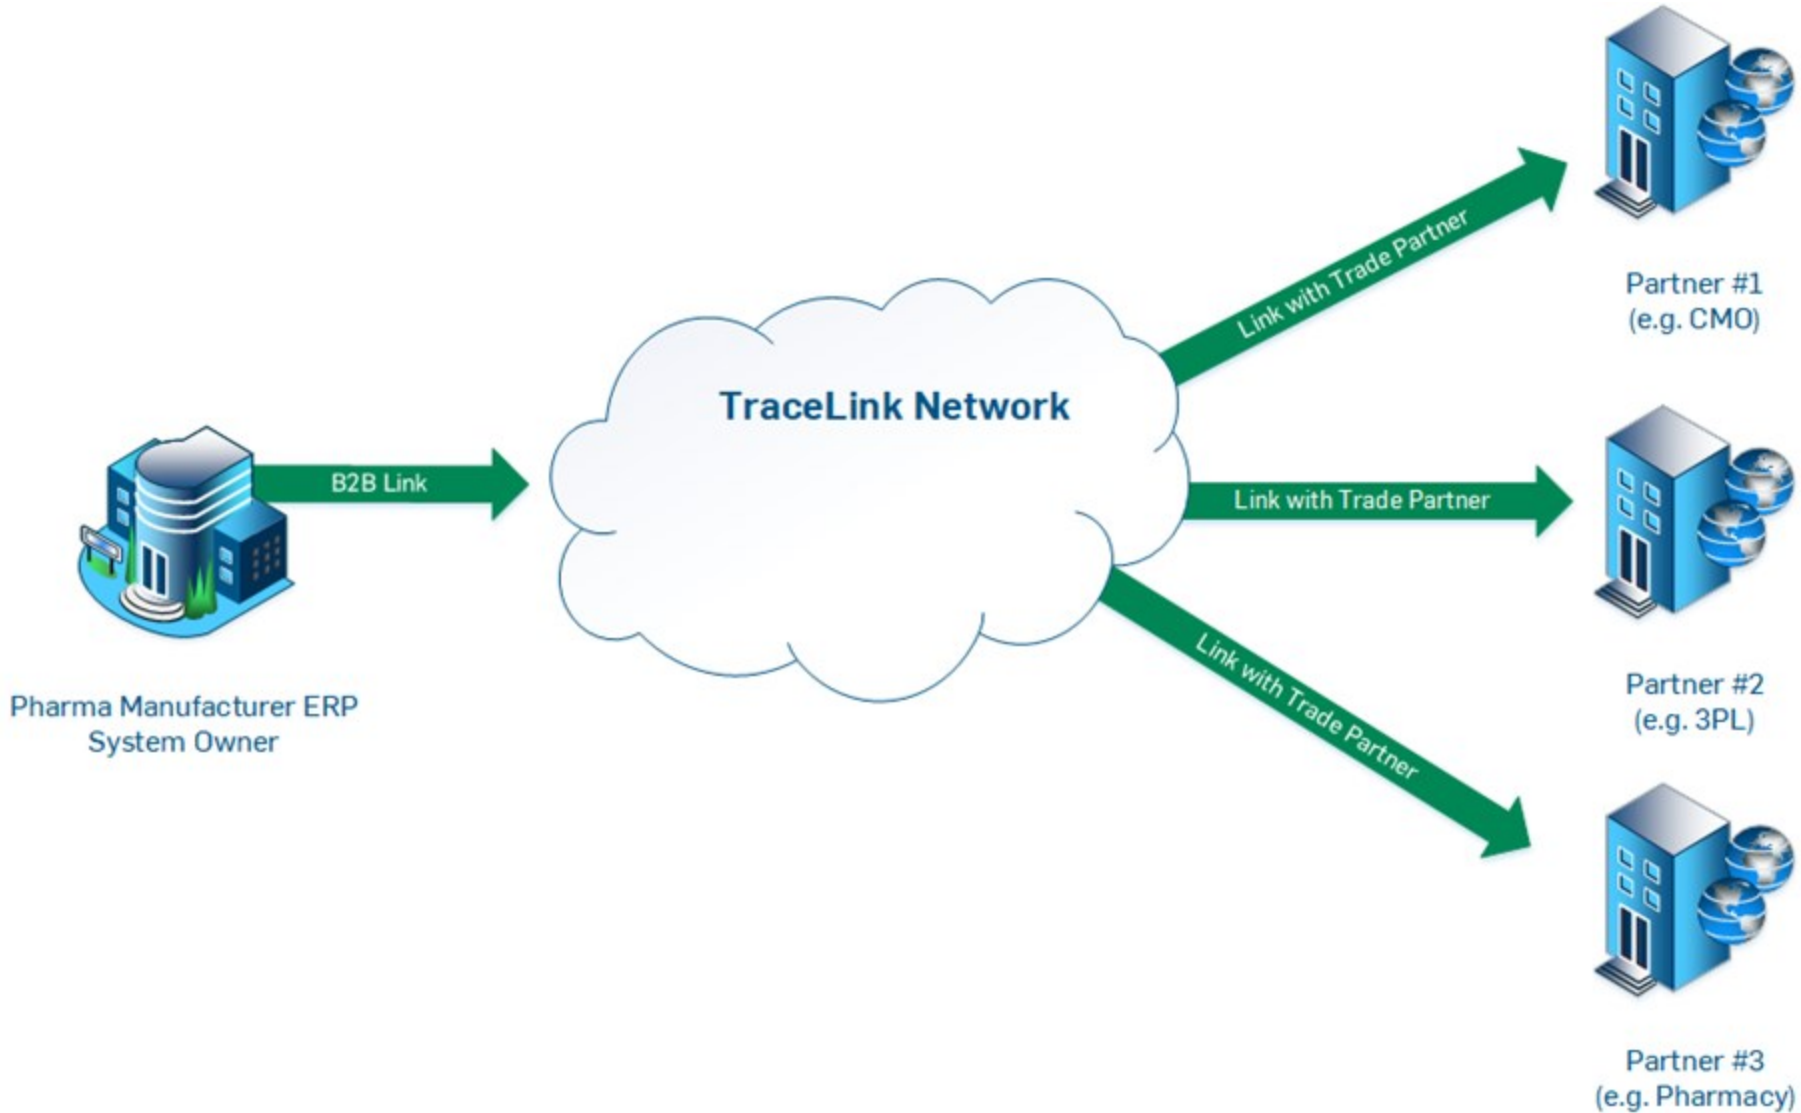 TraceLink Network
B2B Link
Link with Trade Partner
Link with Trade Partner
Link with Trade Partner
Pharma Manufacturer ERP
System Owner
Partner #1
(e.g. CMO)
Partner #2
(e.g. 3PL)
Partner #3
(e.g. Pharmacy)